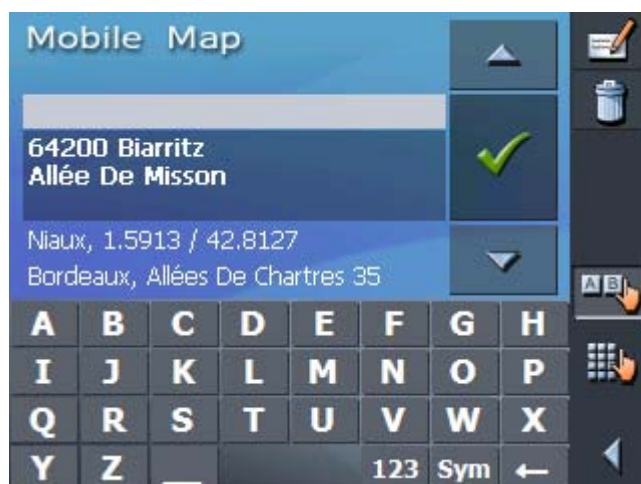 Mobile Map
64200 Biarritz
Allée De Misson
Niaux, 1.5913 / 42.8127
Bordeaux, Allées De Chartres 35
A B
A B C D E F G H
I J K L M N O P
Q R S T U V W X
Y Z _ 123 Sym ←